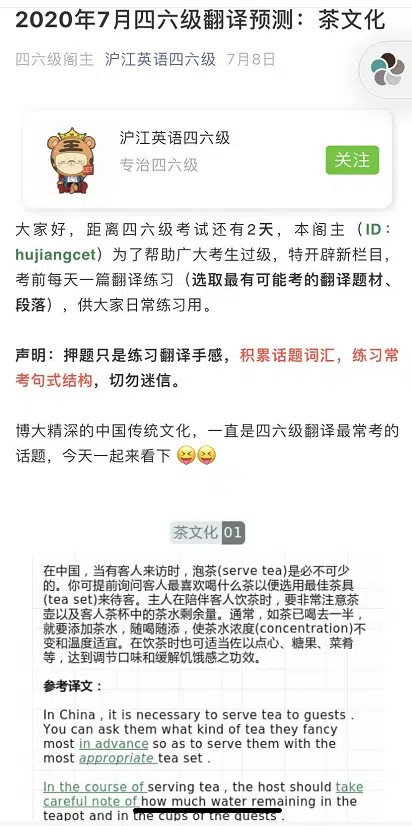 2020年7月四六级翻译预测：茶文化
四六级阁主 沪江英语四六级 7月8日
沪江英语四六级
专治四六级
关注
大家好，距离四六级考试还有2天，本阁主（ID：
hujiangcet）为了帮助广大考生过级，特开辟新栏目，
考前每天一篇翻译练习（选取最有可能考的翻译题材、
段落），供大家日常练习用。
声明：押题只是练习翻译手感，积累话题词汇，练习常
考句式结构，切勿迷信。
博大精深的中国传统文化，一直是四六级翻译最常考的
话题，今天一起来看下
茶文化 01
在中国，当有客人来访时，泡茶(serve tea)是必不可少
的。你可提前询问客人最喜欢喝什么茶以便选用最佳茶具
(tea set)来待客。主人在陪伴客人饮茶时，要非常注意茶
壶以及客人茶杯中的茶水剩余量。通常，如茶已喝去一半，
就要添加茶水，随喝随添，使茶水浓度(concentration)不
变和温度适宜。在饮茶时也可适当佐以点心、糖果、菜肴
等，达到调节口味和缓解饥饿感之功效。
参考译文：
In China , it is necessary to serve tea to guests .
You can ask them what kind of tea they fancy
most in advance so as to serve them with the
most appropriate tea set .
In the course of serving tea , the host should take
careful note of how much water remaining in the
teapot and in the cups of the guests .